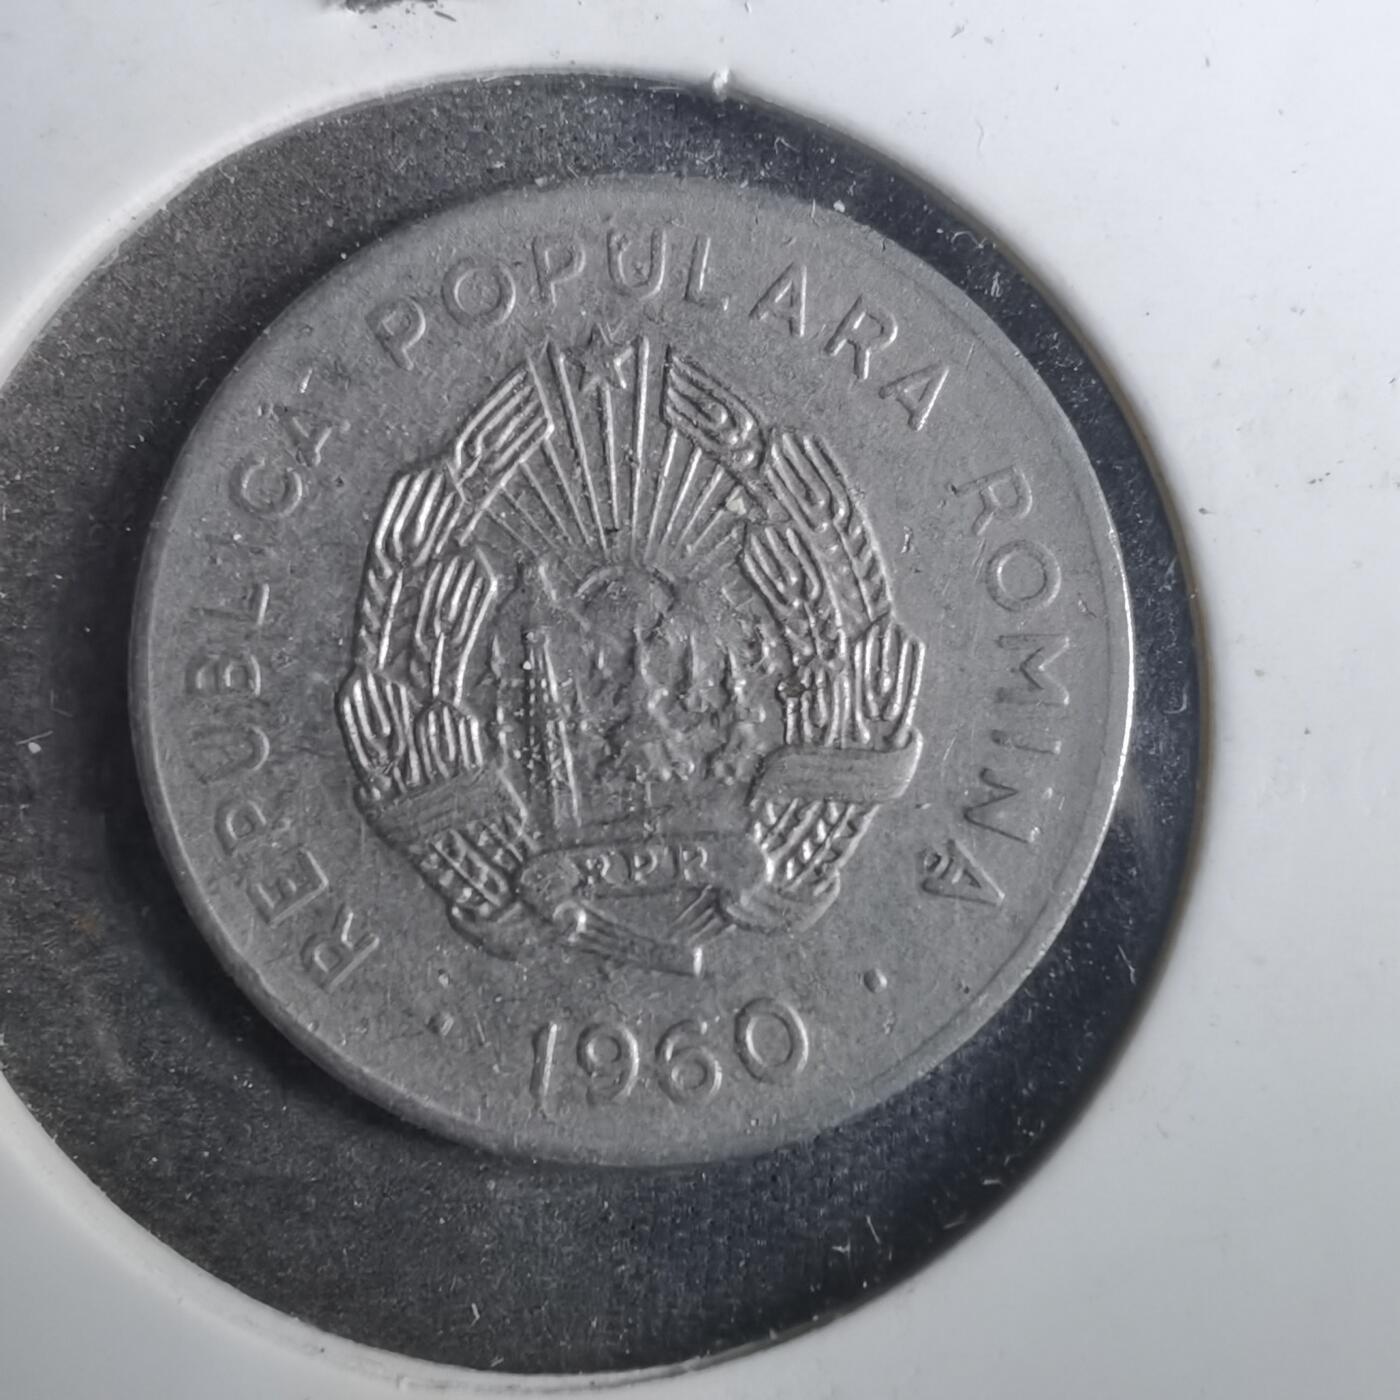 REPUBLICA POPULARA ROMINA
RPR
· 1960 ·